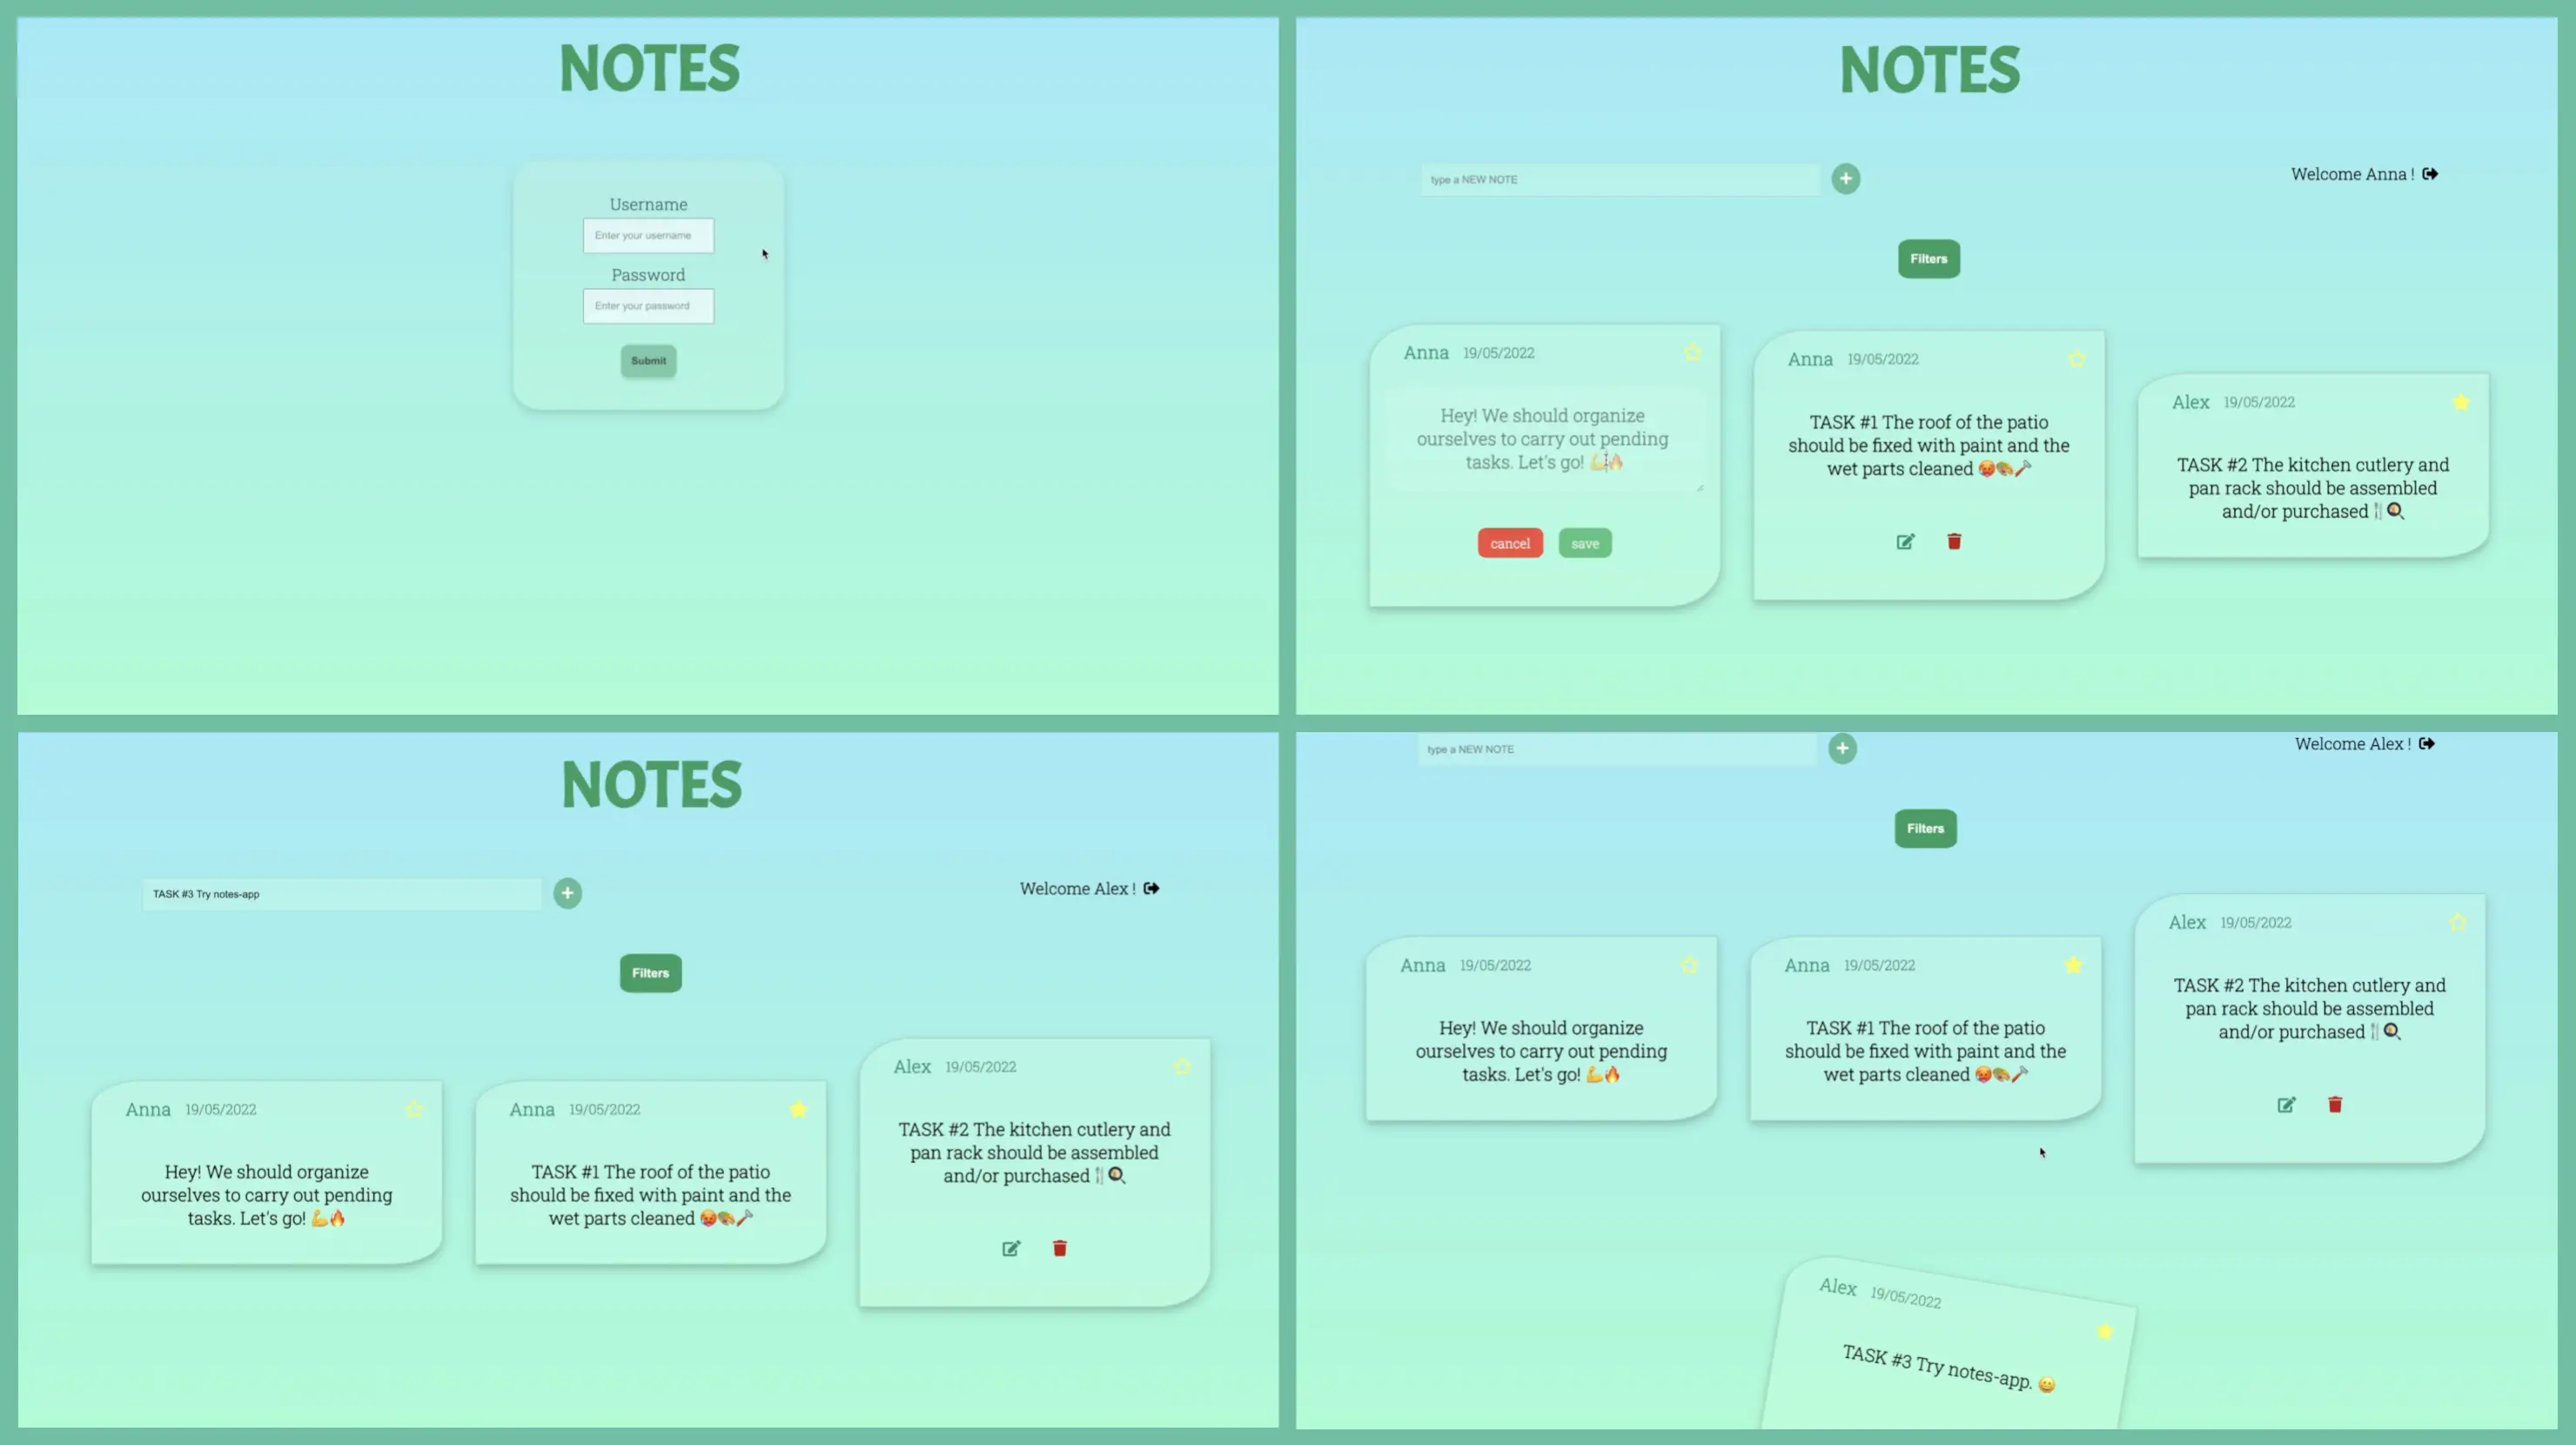 NOTES
Username
Enter your username
Password
Enter your password
Submit
NOTES
type a NEW NOTE
+
Welcome Anna !
Filters
Anna 19/05/2022
Hey! We should organize
ourselves to carry out pending
tasks. Let's go! 💪🔥
cancel save
Anna 19/05/2022
TASK #1 The roof of the patio
should be fixed with paint and the
wet parts cleaned 🥵🎨🪓
Alex 19/05/2022
TASK #2 The kitchen cutlery and
pan rack should be assembled
and/or purchased 🍴🍳
NOTES
TASK #3 Try notes-app
+
Welcome Alex !
Filters
Anna 19/05/2022
Hey! We should organize
ourselves to carry out pending
tasks. Let's go! 💪🔥
Anna 19/05/2022
TASK #1 The roof of the patio
should be fixed with paint and the
wet parts cleaned 🥵🎨🪓
Alex 19/05/2022
TASK #2 The kitchen cutlery and
pan rack should be assembled
and/or purchased 🍴🍳
type a NEW NOTE
+
Welcome Alex !
Filters
Anna 19/05/2022
Hey! We should organize
ourselves to carry out pending
tasks. Let's go! 💪🔥
Anna 19/05/2022
TASK #1 The roof of the patio
should be fixed with paint and the
wet parts cleaned 🥵🎨🪓
Alex 19/05/2022
TASK #2 The kitchen cutlery and
pan rack should be assembled
and/or purchased 🍴🍳
Alex 19/05/2022
TASK #3 Try notes-app. 😄